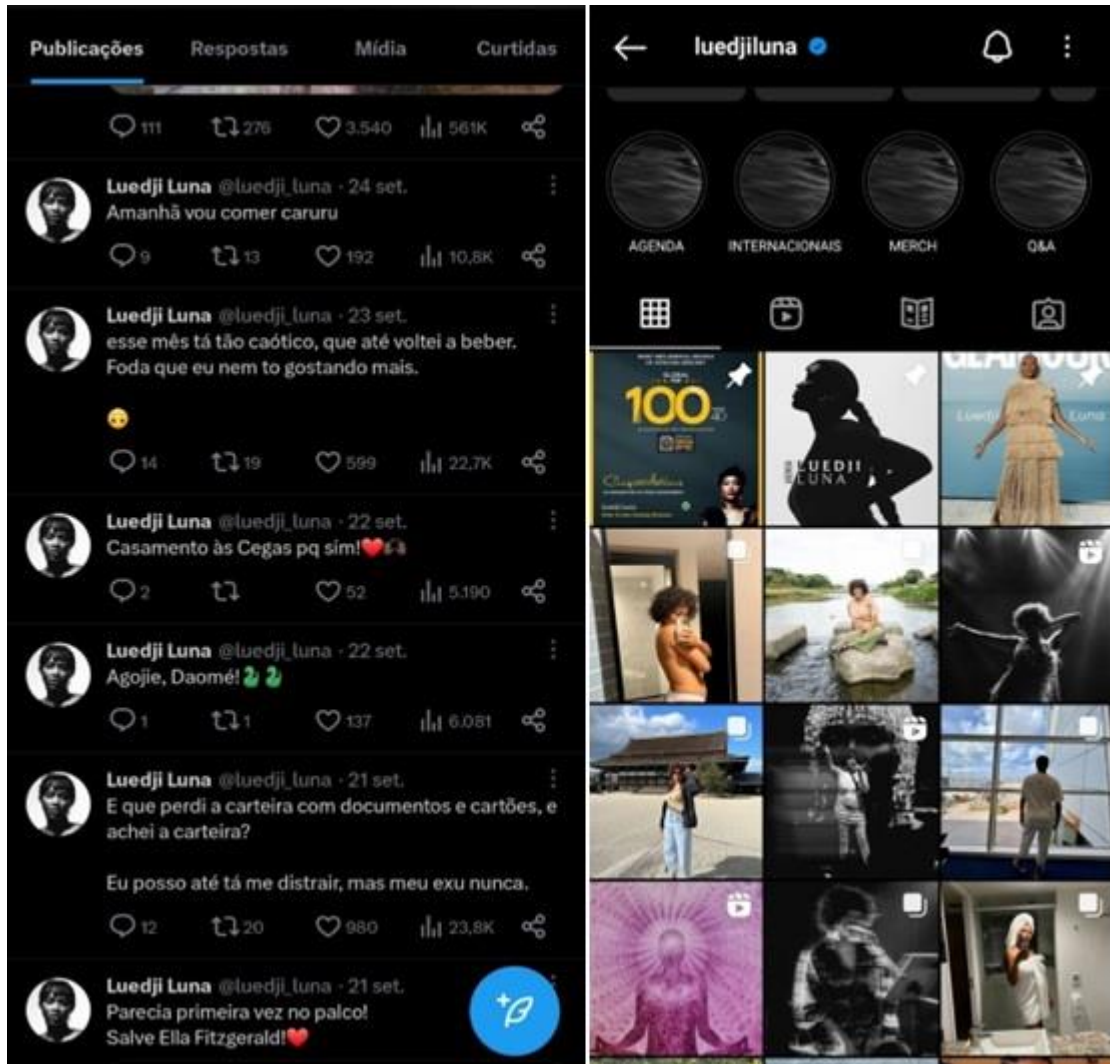 Publicações Respostas Mídia Curtidas
111 276 3.540 561K
Luedji Luna @luedji_luna · 24 set.
Amanhã vou comer caruru
9 13 192 10,8K
Luedji Luna @luedji_luna · 23 set.
esse mês tá tão caótico, que até voltei a beber.
Foda que eu nem to gostando mais.
🙃
14 19 599 22,7K
Luedji Luna @luedji_luna · 22 set.
Casamento às Cegas pq sim!❤️
2 52 5.190
Luedji Luna @luedji_luna · 22 set.
Agojie, Daomé!🐉🐉
1 1 137 6.081
Luedji Luna @luedji_luna · 21 set.
E que perdi a carteira com documentos e cartões, e
achei a carteira?
Eu posso até tá me distrair, mas meu exu nunca.
12 20 980 23,8K
Luedji Luna @luedji_luna · 21 set.
Parecia primeira vez no palco!
Salve Ella Fitzgerald!❤️
luedjiluna
AGENDA INTERNACIONAIS MERCH Q&A
GLOBAL
100
LUEDJI
LUNA
GLAMOUR
Luedji Luna